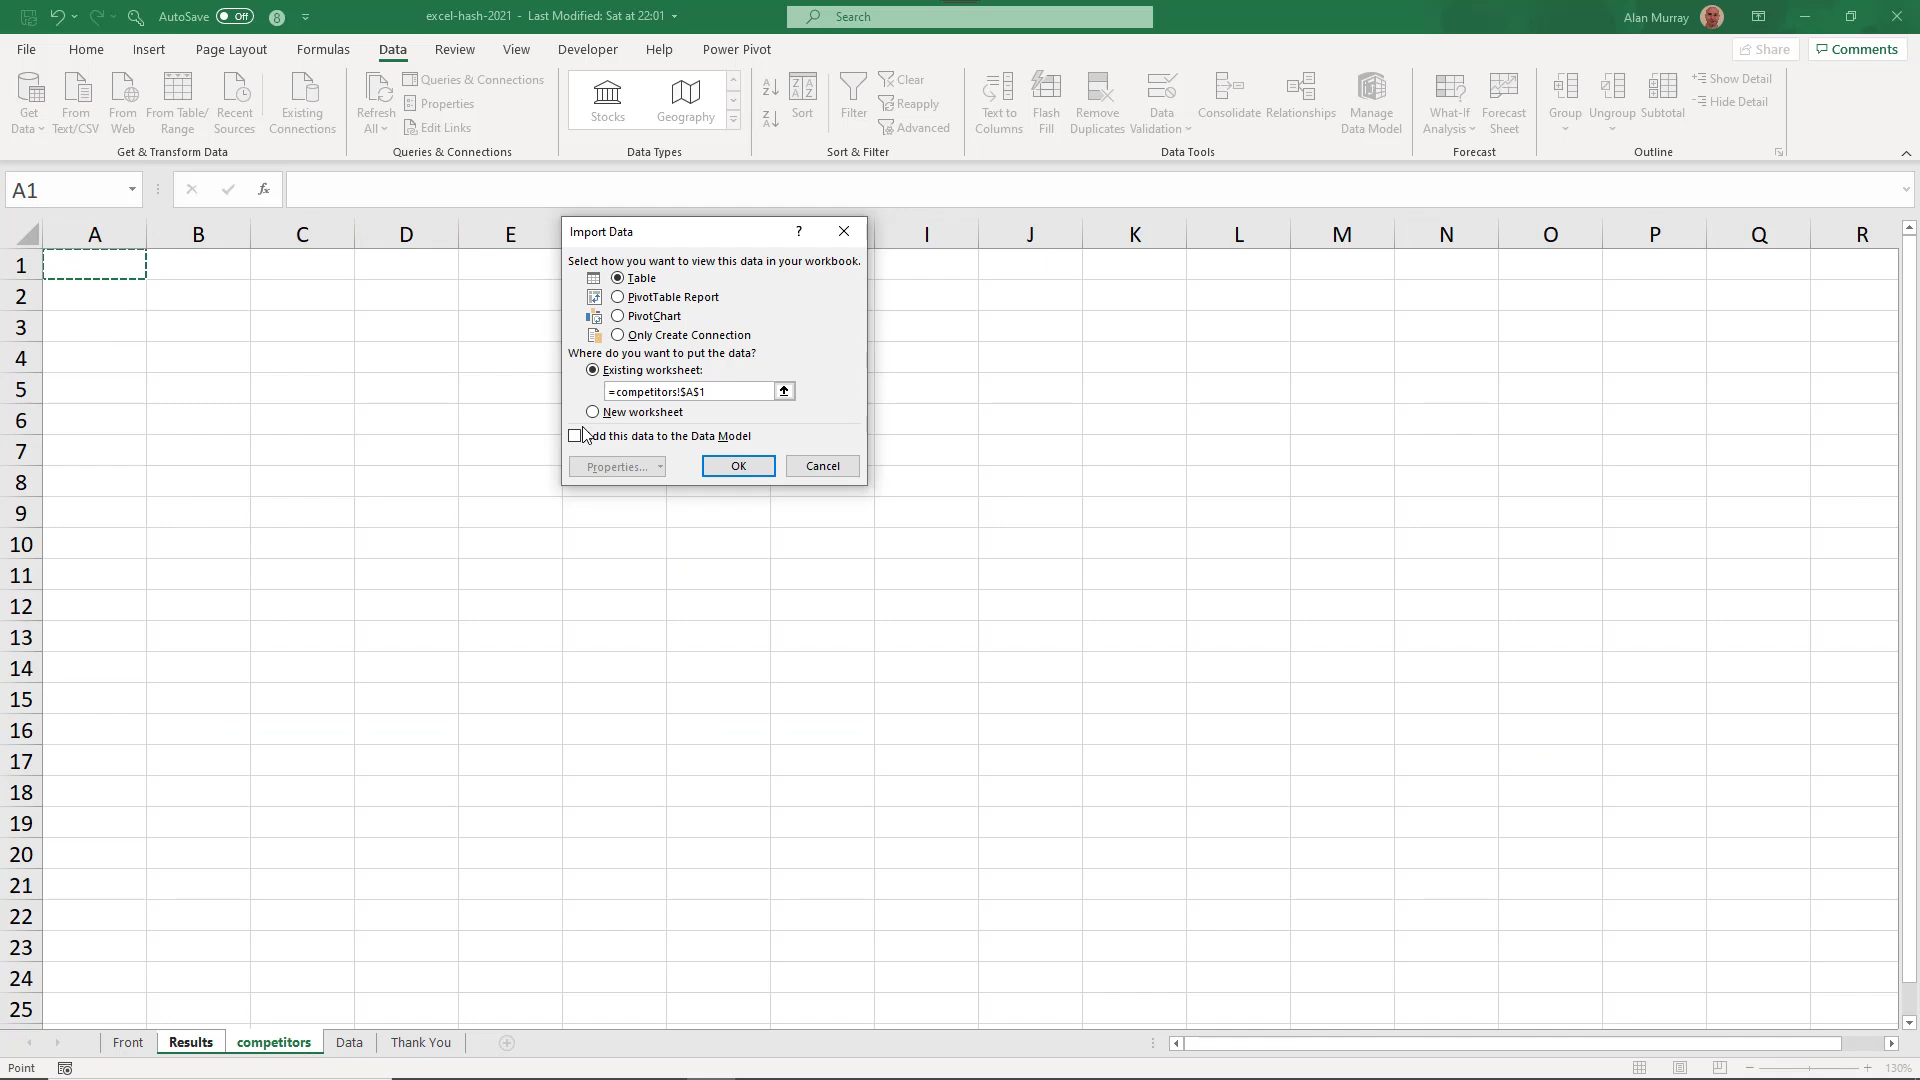 AutoSave Off 8 excel-hash-2021 - Last Modified: Sat at 22:01 Search Alan Murray
File Home Insert Page Layout Formulas Data Review View Developer Help Power Pivot Share Comments
Get Data From Text/CSV From Web From Table/ Range Recent Sources Existing Connections
Get & Transform Data
Refresh All Queries & Connections
Properties
Edit Links
Queries & Connections
Stocks Geography
Data Types
Sort Filter Clear
Reapply
Advanced
Sort & Filter
Text to Columns Flash Fill Remove Duplicates Data Validation Consolidate Relationships Manage Data Model
Data Tools
What-If Analysis Forecast Sheet
Forecast
Group Ungroup Subtotal Show Detail
Hide Detail
Outline
A1 fx
A B C D E I J K L M N O P Q R
1
2
3
4
5
6
7
8
9
10
11
12
13
14
15
16
17
18
19
20
21
22
23
24
25
Import Data ?
Select how you want to view this data in your workbook.
Table
PivotTable Report
PivotChart
Only Create Connection
Where do you want to put the data?
Existing worksheet:
=competitors!$A$1
New worksheet
this data to the Data Model
Properties... OK Cancel
Front Results competitors Data Thank You
Point 130%